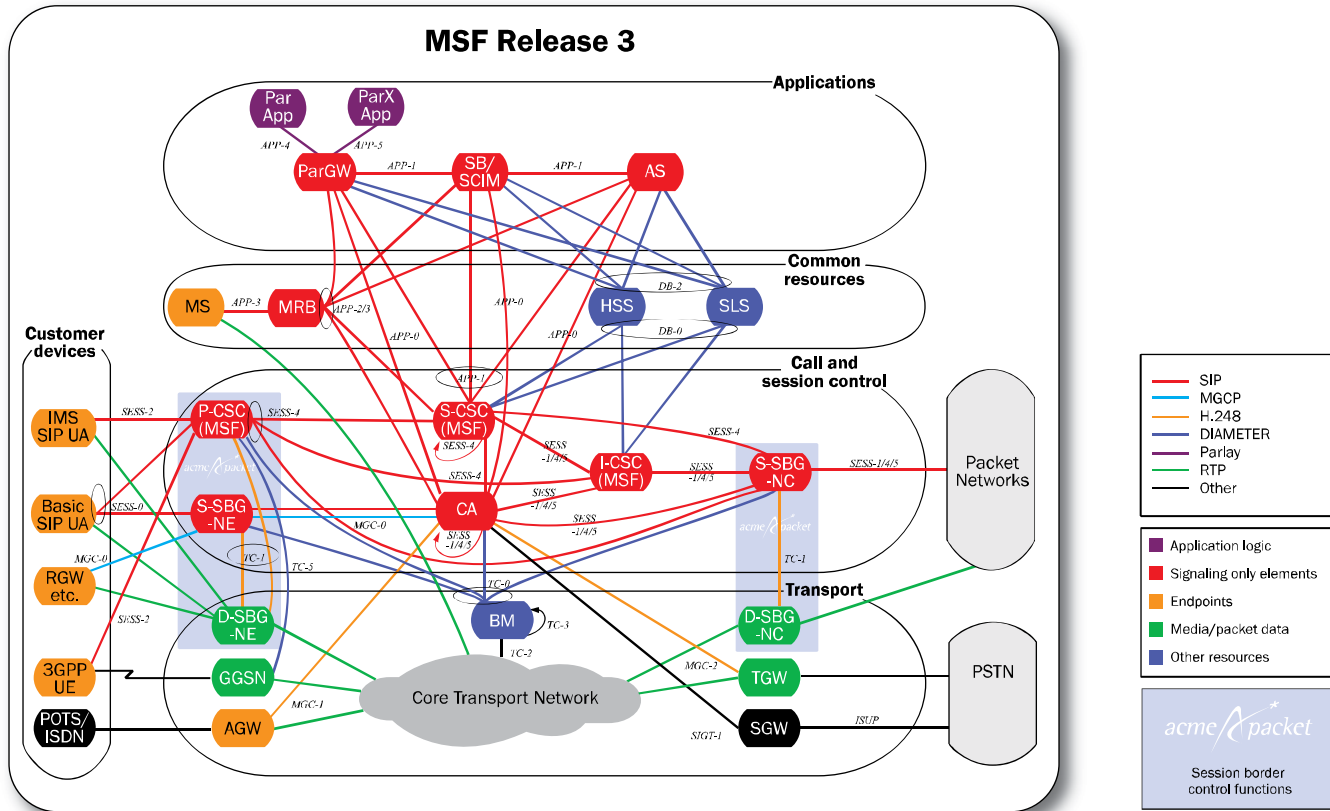 MSF Release 3
Applications
Par
App
ParX
App
APP-4
APP-5
ParGW
APP-1
SB/
SCIM
APP-1
AS
Common
resources
MS
APP-3
MRB
APP-2/3
APP-0
APP-0
APP-0
DB-2
HSS
SLS
DB-0
Customer
devices
Call and
session control
APP-1
IMS
SIP UA
SESS-2
P-CSC
(MSF)
SESS-4
S-CSC
(MSF)
SESS-4
SESS
-1/4/5
SESS-4
acme packet
SESS-4
I-CSC
(MSF)
SESS
-1/4/5
S-SBG
-NC
SESS-1/4/5
Packet
Networks
Basic
SIP UA
SESS-0
S-SBG
-NE
MGC-0
CA
SESS
-1/4/5
SESS
-1/4/5
SESS
-1/4/5
acme packet
MGC-0
TC-1
TC-5
TC-1
RGW
etc.
TC-0
Transport
SESS-2
D-SBG
-NE
BM
TC-3
TC-2
D-SBG
-NC
3GPP
UE
GGSN
MGC-1
Core Transport Network
MGC-2
TGW
PSTN
POTS/
ISDN
AGW
SIGT-1
SGW
ISUP
SIP
MGCP
H.248
DIAMETER
Parlay
RTP
Other
Application logic
Signaling only elements
Endpoints
Media/packet data
Other resources
acme packet
Session border
control functions